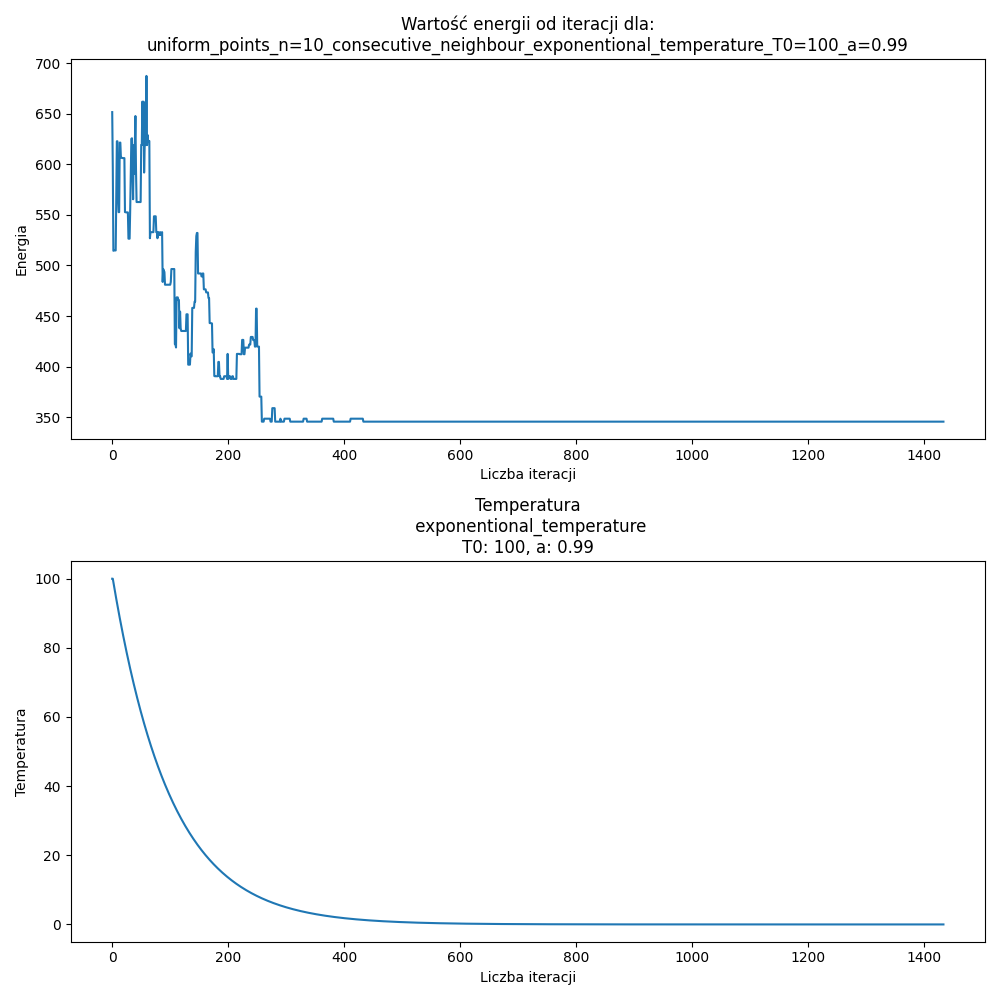 Wartość energii od iteracji dla:
uniform_points_n=10_consecutive_neighbour_exponentional_temperature_T0=100_a=0.99
700
650
600
550
500
450
400
350
Energia
0 200 400 600 800 1000 1200 1400
Liczba iteracji
Temperatura
exponentional_temperature
T0: 100, a: 0.99
100
80
60
40
20
0
Temperatura
0 200 400 600 800 1000 1200 1400
Liczba iteracji